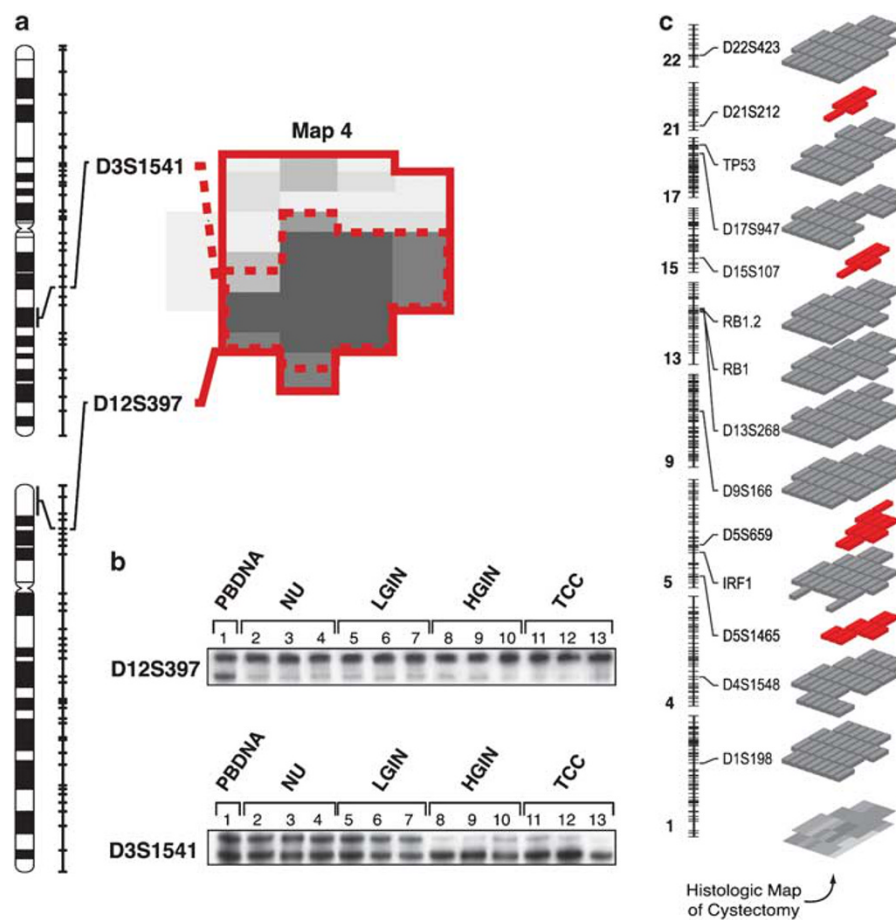 a
D3S1541
Map 4
D12S397
b
PBDNA
NU
LGIN
HGIN
TCC
1 2 3 4 5 6 7 8 9 10 11 12 13
D12S397
PBDNA
NU
LGIN
HGIN
TCC
1 2 3 4 5 6 7 8 9 10 11 12 13
D3S1541
c
22
D22S423
D21S212
21
TP53
17
D17S947
15
D15S107
RB1.2
13
RB1
D13S268
9
D9S166
D5S659
5
IRF1
D5S1465
4
D4S1548
D1S198
1
Histologic Map
of Cystectomy